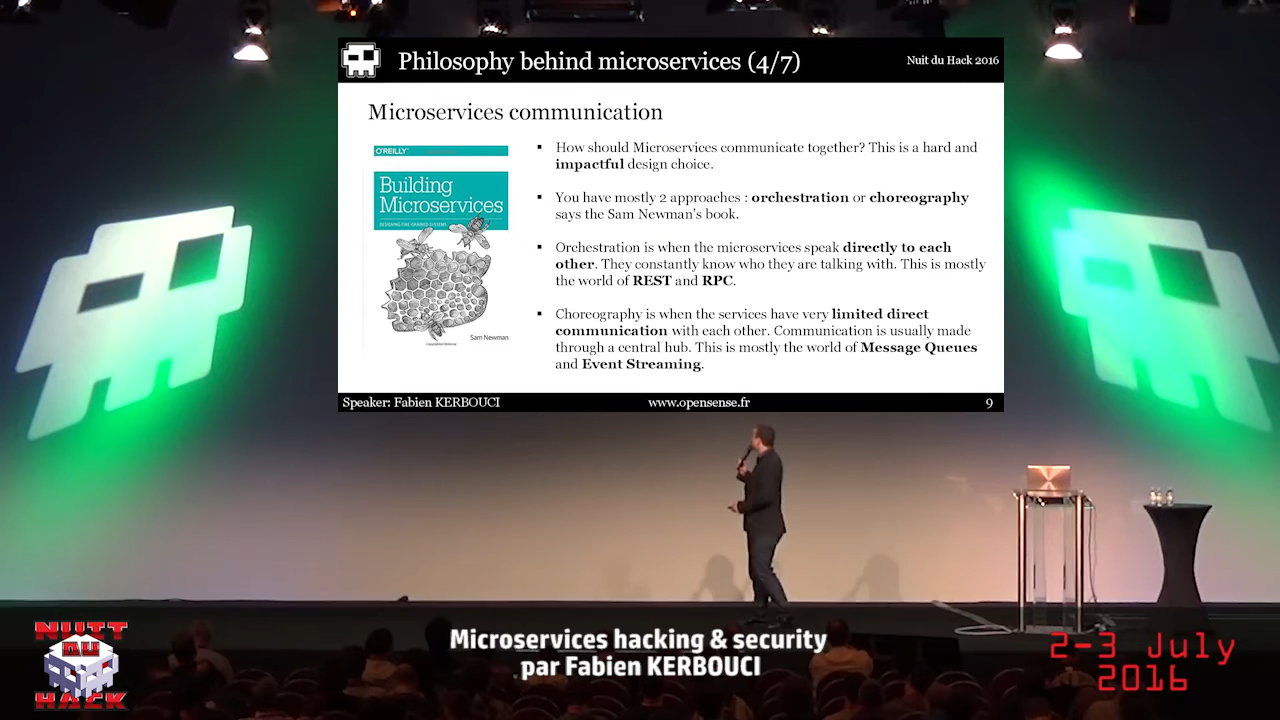 Philosophy behind microservices (4/7)
Nuit du Hack 2016
Microservices communication
O'REILLY
Building
Microservices
DESIGNING FINE-GRAINED SYSTEMS
Sam Newman
▪ How should Microservices communicate together? This is a hard and
impactful design choice.
▪ You have mostly 2 approaches : orchestration or choreography
says the Sam Newman's book.
▪ Orchestration is when the microservices speak directly to each
other. They constantly know who they are talking with. This is mostly
the world of REST and RPC.
▪ Choreography is when the services have very limited direct
communication with each other. Communication is usually made
through a central hub. This is mostly the world of Message Queues
and Event Streaming.
Speaker: Fabien KERBOUCI
www.opensense.fr
9
NUIT
DU
HACK
Microservices hacking & security
par Fabien KERBOUCI
2-3 July
2016